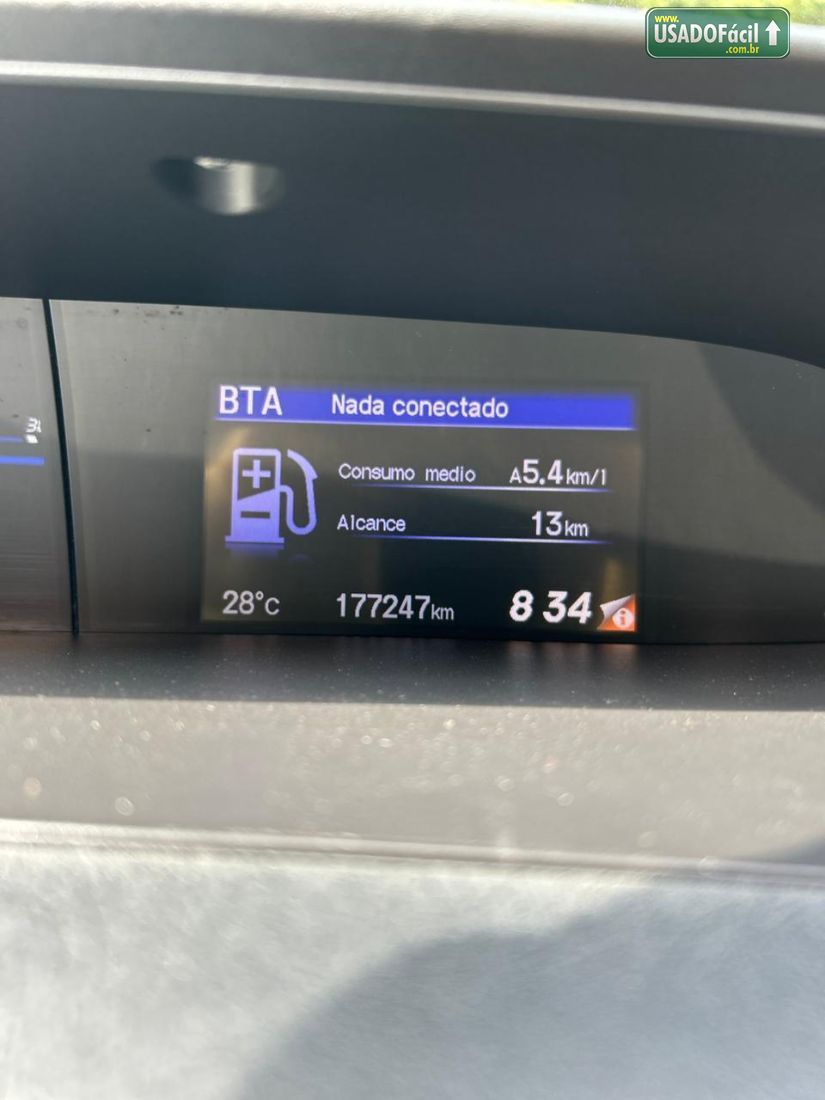 www.
USADOFácil
.com.br
BTA Nada conectado
Consumo medio A5.4km/l
Alcance 13km
28°C 177247km 8 34 i